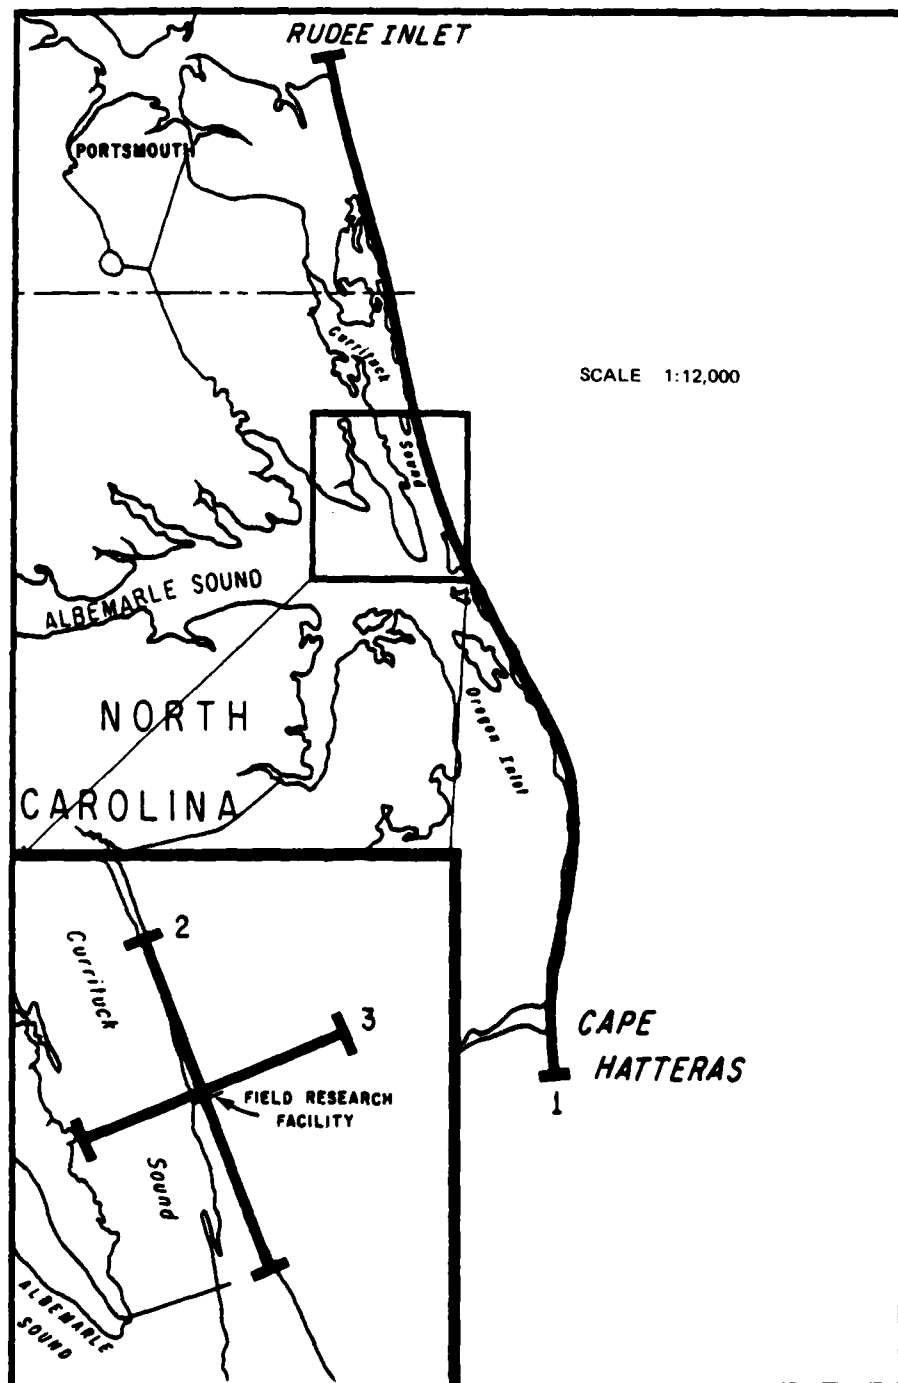 RUDEE INLET
PORTSMOUTH
Currituck
Sound
SCALE 1:12,000
ALBEMARLE SOUND
NORTH
CAROLINA
Oregon Inlet
2
Currituck
3
FIELD RESEARCH
FACILITY
Sound
ALBEMARLE
SOUND
CAPE
HATTERAS
1